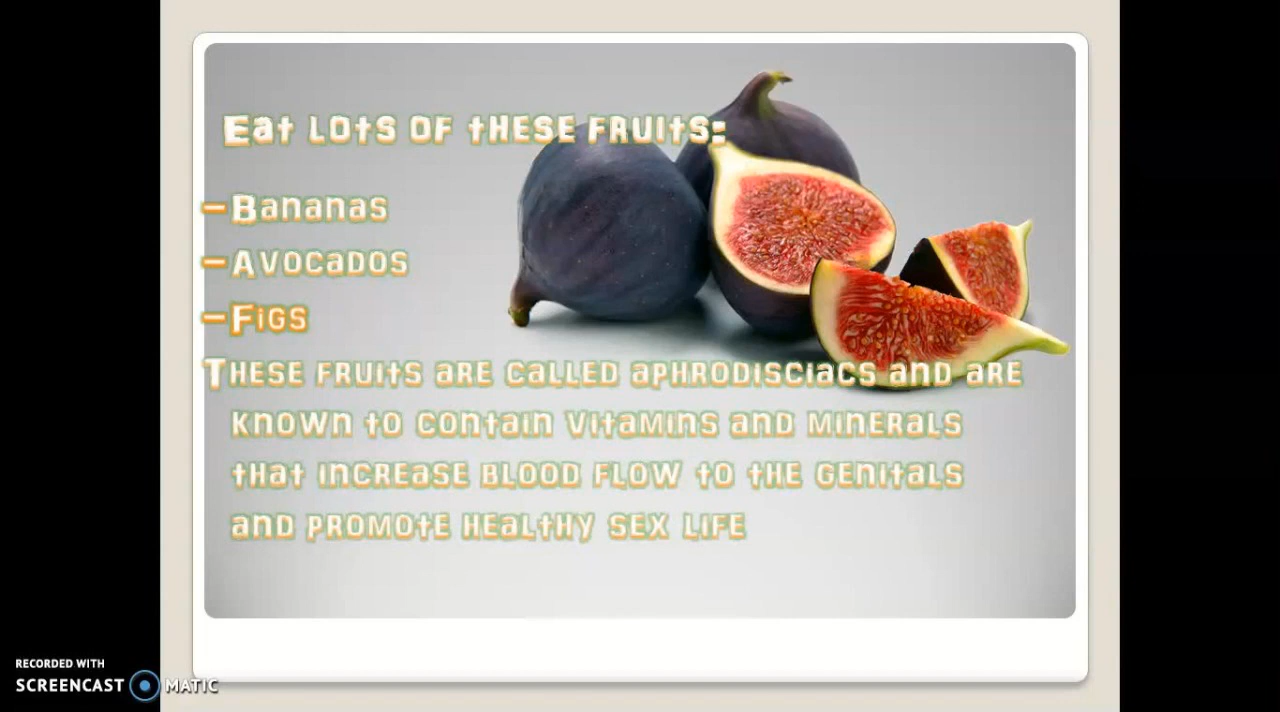 Eat lots of these fruits:
-Bananas
-Avocados
-Figs
These fruits are called aphrodisciacs and are
known to contain vitamins and minerals
that increase blood flow to the genitals
and promote healthy sex life
RECORDED WITH
SCREENCAST MATIC